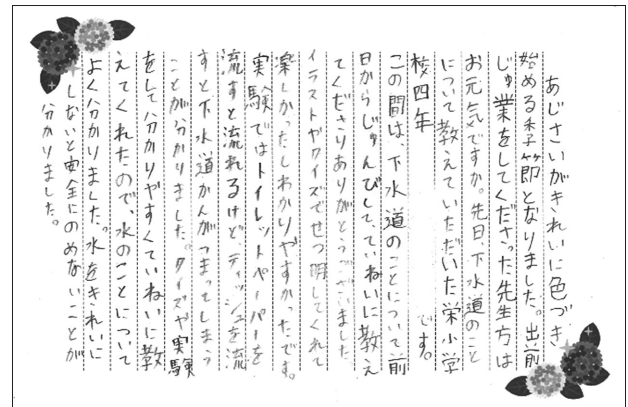 あじさいがきれいに色づき
始める季節となりました。出前
じゅ業をしてくださった先生方は
お元気ですか。先日、下水道のこと
について教えていただいた栄小学
校四年 です。
この間は、下水道のことについて前
日からじゅんびして、ていねいに教え
てくださりありがとうございました
イラストやクイズでせつ明してくれて
楽しかったしわかりやすかったです。
実験ではトイレットペーパーを
流すと流れるけど、ティッシュを流
すと下水道かんがつまってしまう
ことが分かりました。クイズや実験
をして分かりやすくていねいに教
えてくれたので、水のことについて
よく分かりました。水をきれいに
しないと安全にのめないことが
分かりました。